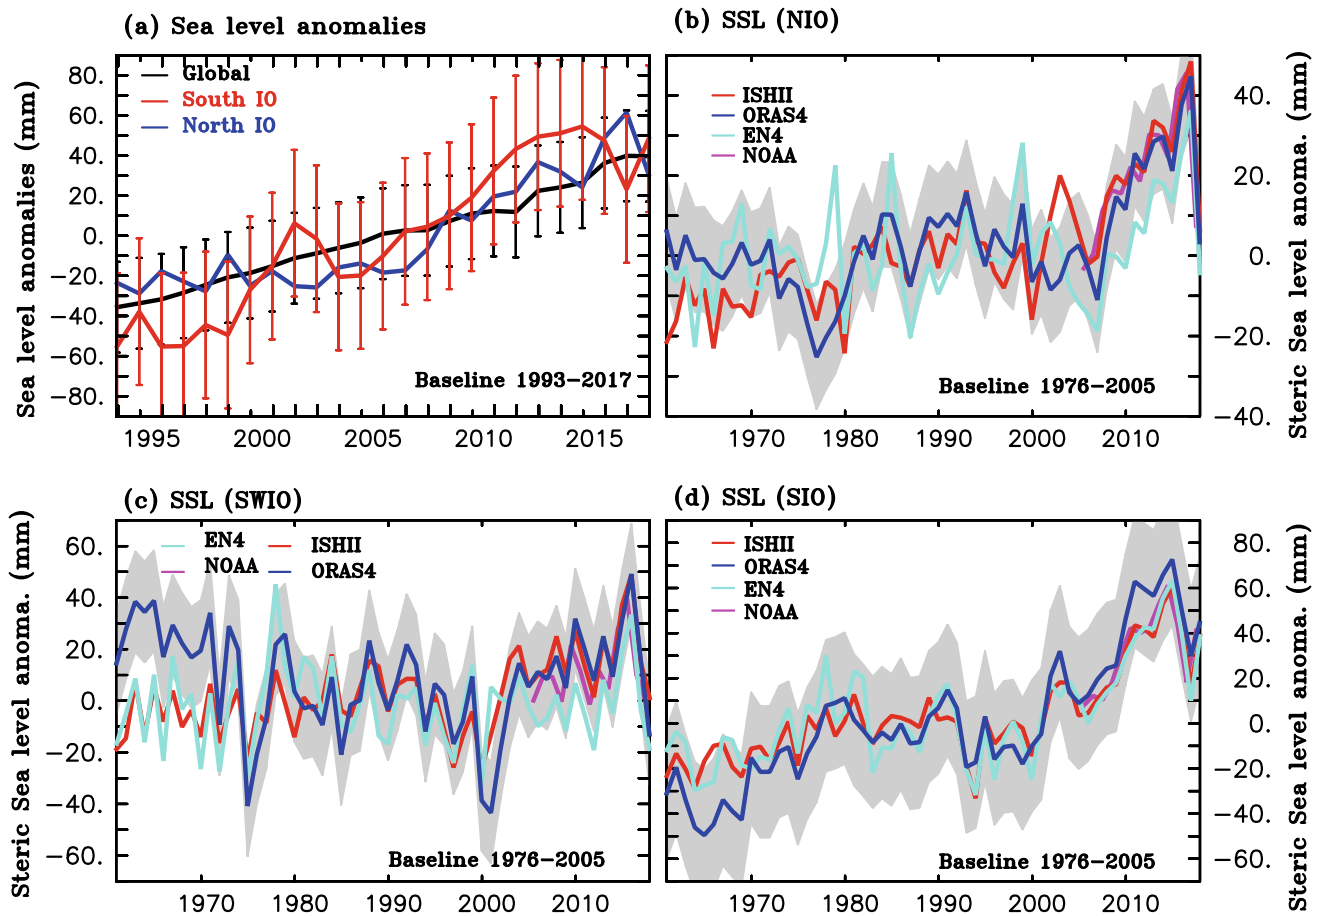 (a) Sea level anomalies
Sea level anomalies (mm)
80.
60.
40.
20.
0.
−20.
−40.
−60.
−80.
Global
South IO
North IO
Baseline 1993−2017
1995 2000 2005 2010 2015
(b) SSL (NIO)
ISHII
ORAS4
EN4
NOAA
Baseline 1976−2005
40.
20.
0.
−20.
−40.
Steric Sea level anoma. (mm)
1970 1980 1990 2000 2010
(c) SSL (SWIO)
Steric Sea level anoma. (mm)
60.
40.
20.
0.
−20.
−40.
−60.
EN4 ISHII
NOAA ORAS4
Baseline 1976−2005
1970 1980 1990 2000 2010
(d) SSL (SIO)
ISHII
ORAS4
EN4
NOAA
Baseline 1976−2005
80.
60.
40.
20.
0.
−20.
−40.
−60.
Steric Sea level anoma. (mm)
1970 1980 1990 2000 2010